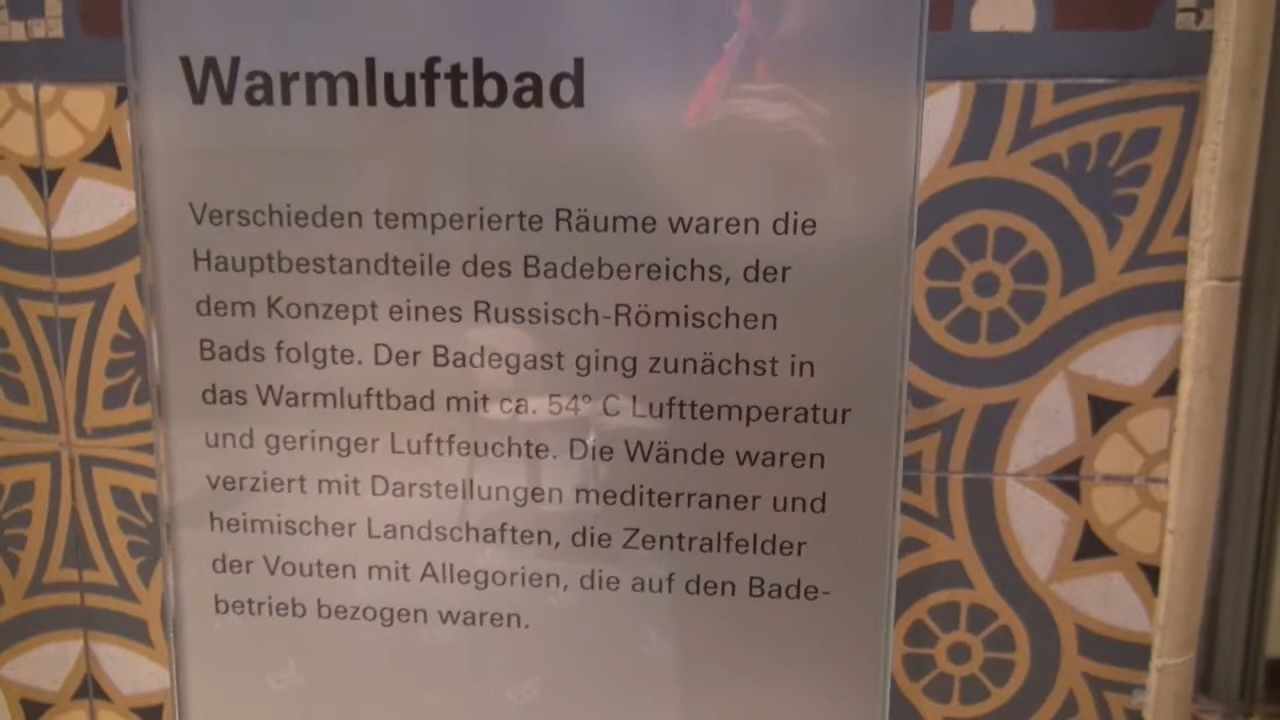 Warmluftbad
Verschieden temperierte Räume waren die
Hauptbestandteile des Badebereichs, der
dem Konzept eines Russisch-Römischen
Bads folgte. Der Badegast ging zunächst in
das Warmluftbad mit ca. 54° C Lufttemperatur
und geringer Luftfeuchte. Die Wände waren
verziert mit Darstellungen mediterraner und
heimischer Landschaften, die Zentralfelder
der Vouten mit Allegorien, die auf den Bade-
betrieb bezogen waren.